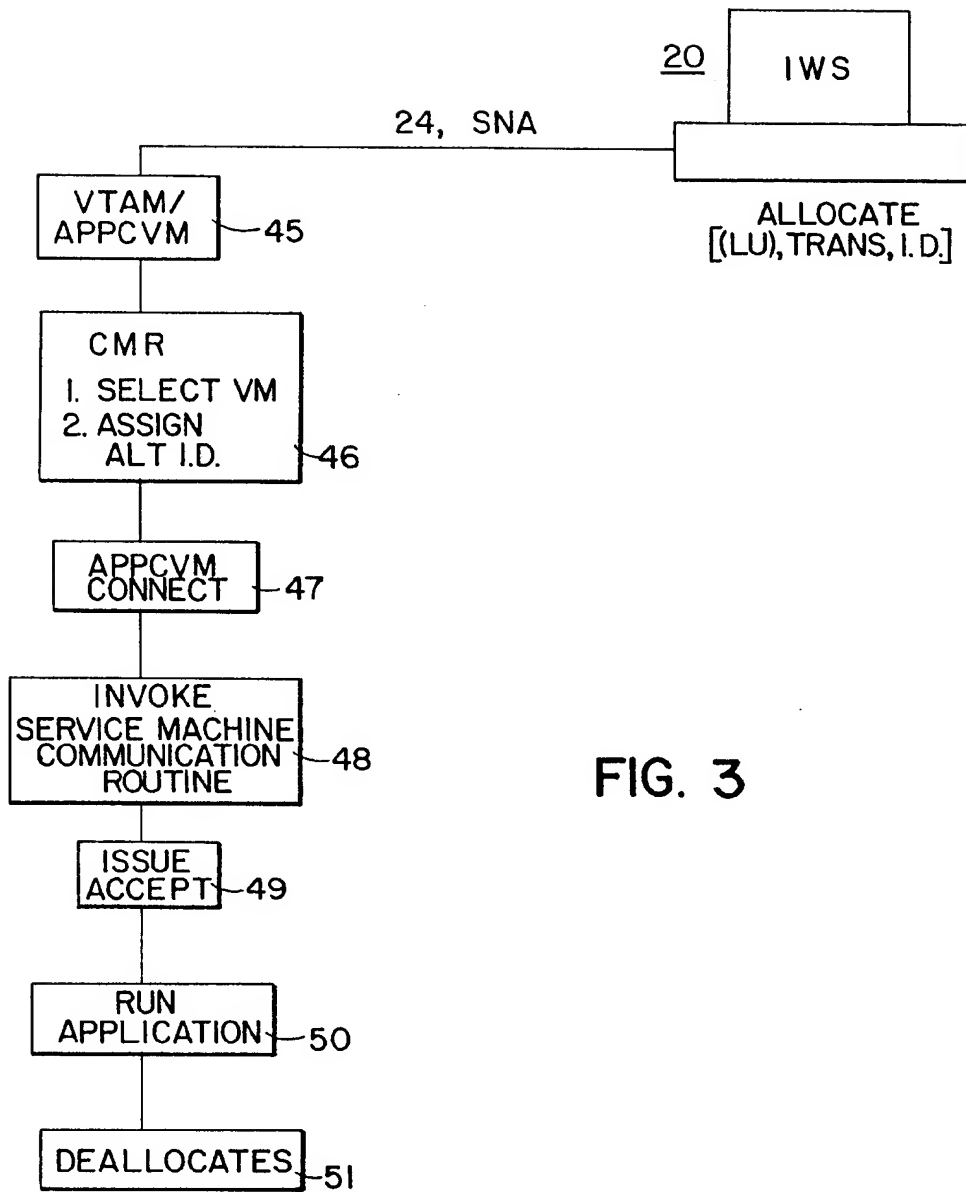 20
IWS
24, SNA
ALLOCATE
[(LU), TRANS, I.D.]
VTAM/
APPCVM
45
CMR
1. SELECT VM
2. ASSIGN
ALT I.D.
46
APPCVM
CONNECT
47
INVOKE
SERVICE MACHINE
COMMUNICATION
ROUTINE
48
FIG. 3
ISSUE
ACCEPT
49
RUN
APPLICATION
50
DEALLOCATES
51